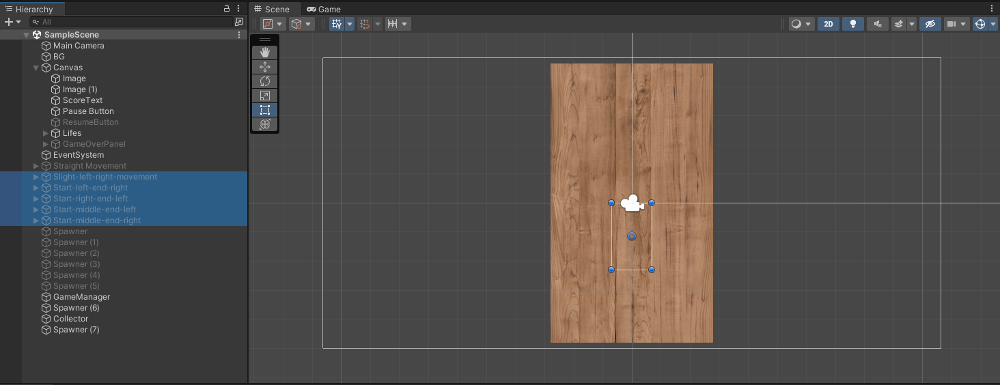 Hierarchy
Scene
Game
All
2D
SampleScene
Main Camera
BG
Canvas
Image
Image (1)
ScoreText
Pause Button
ResumeButton
Lifes
GameOverPanel
EventSystem
Straight Movement
Slight-left-right-movement
Start-left-end-right
Start-right-end-left
Start-middle-end-left
Start-middle-end-right
Spawner
Spawner (1)
Spawner (2)
Spawner (3)
Spawner (4)
Spawner (5)
GameManager
Spawner (6)
Collector
Spawner (7)